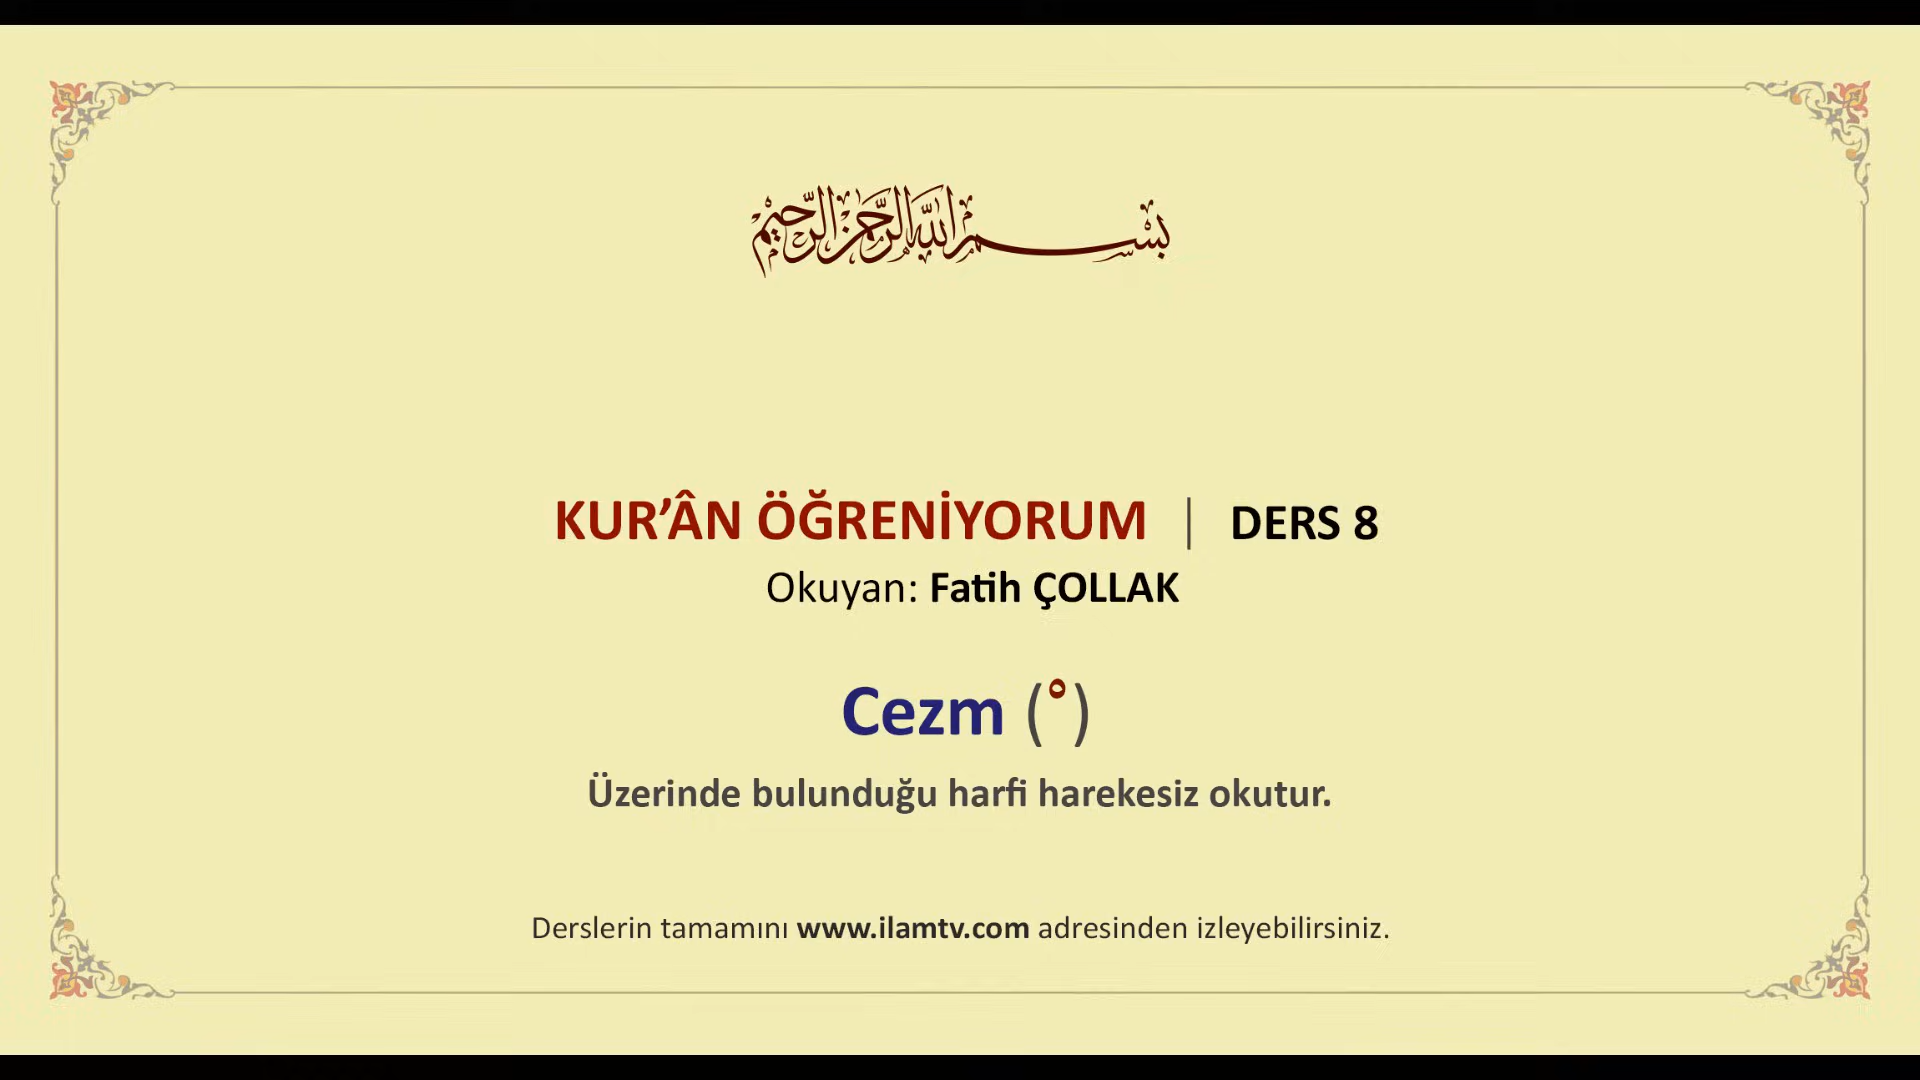 بسم الله الرحمن الرحيم
KUR’ÂN ÖĞRENİYORUM | DERS 8
Okuyan: Fatih ÇOLLAK
Cezm (ْ)
Üzerinde bulunduğu harfi harekesiz okutur.
Derslerin tamamını www.ilamtv.com adresinden izleyebilirsiniz.